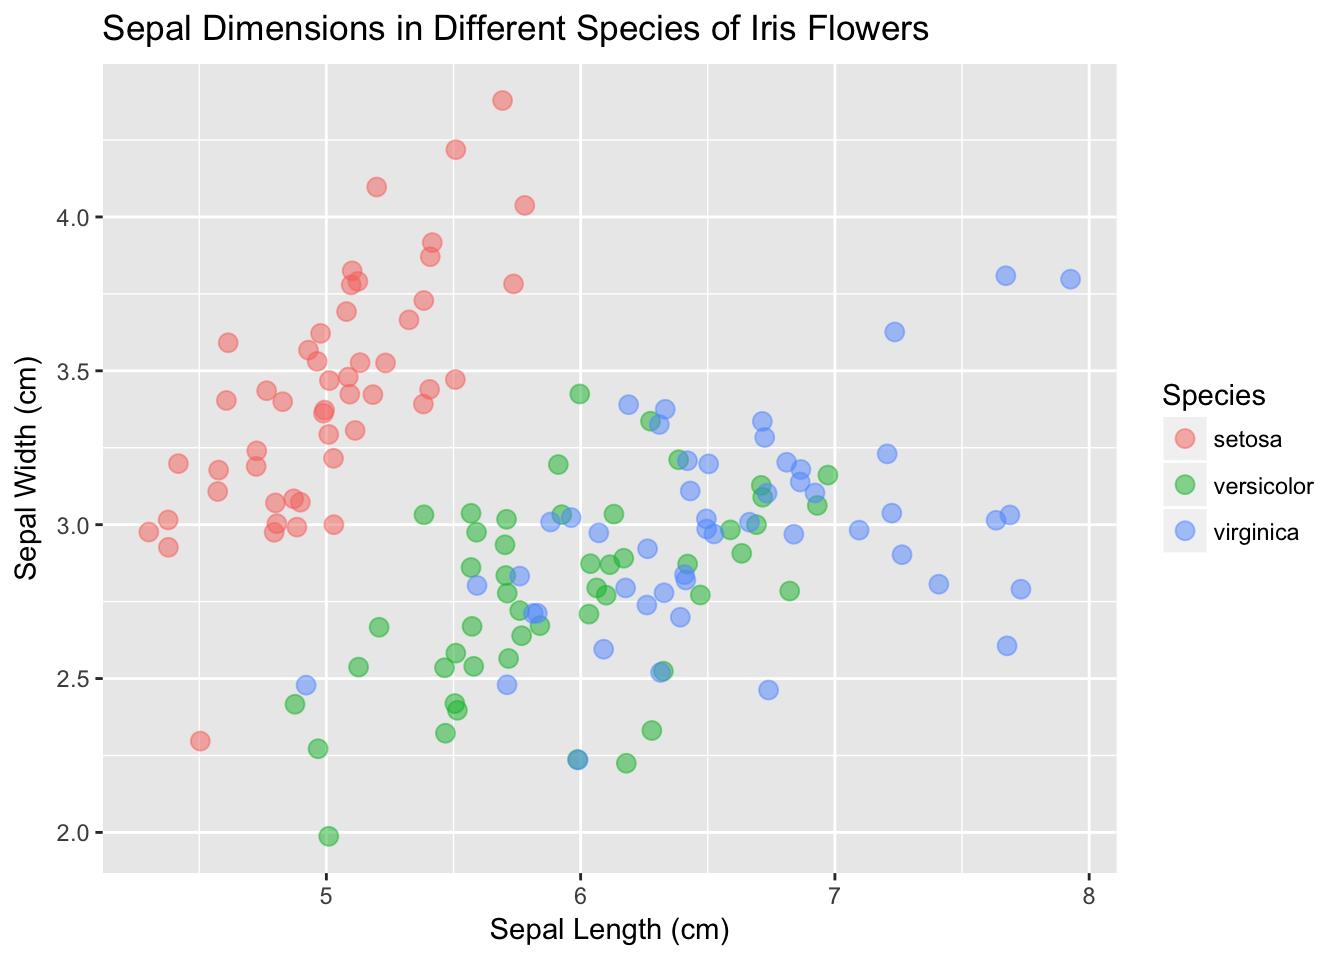 Sepal Dimensions in Different Species of Iris Flowers
4.0
3.5
3.0
2.5
2.0
Sepal Width (cm)
5 6 7 8
Sepal Length (cm)
Species
setosa
versicolor
virginica